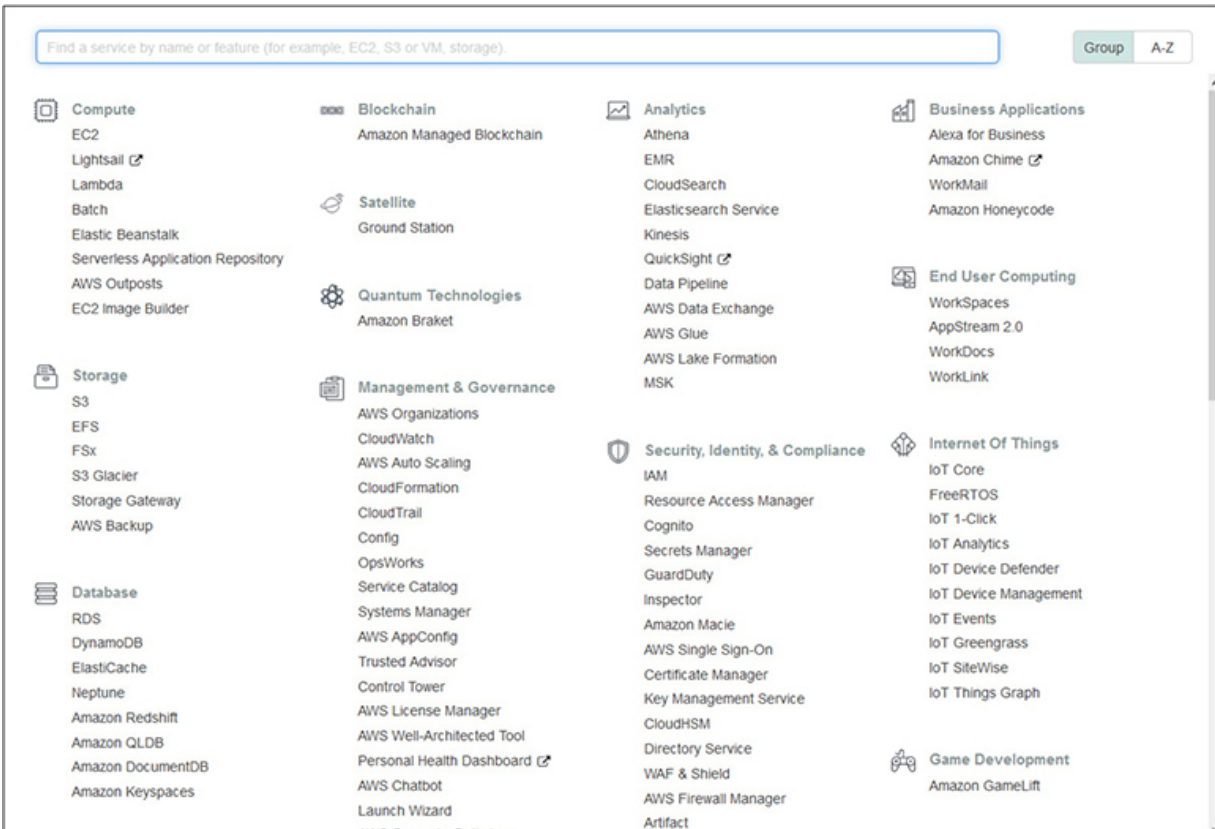 Find a service by name or feature (for example, EC2, S3 or VM, storage).
Group
A-Z
Compute
EC2
Lightsail
Lambda
Batch
Elastic Beanstalk
Serverless Application Repository
AWS Outposts
EC2 Image Builder
Storage
S3
EFS
FSx
S3 Glacier
Storage Gateway
AWS Backup
Database
RDS
DynamoDB
ElastiCache
Neptune
Amazon Redshift
Amazon QLDB
Amazon DocumentDB
Amazon Keyspaces
Blockchain
Amazon Managed Blockchain
Satellite
Ground Station
Quantum Technologies
Amazon Braket
Management & Governance
AWS Organizations
CloudWatch
AWS Auto Scaling
CloudFormation
CloudTrail
Config
OpsWorks
Service Catalog
Systems Manager
AWS AppConfig
Trusted Advisor
Control Tower
AWS License Manager
AWS Well-Architected Tool
Personal Health Dashboard
AWS Chatbot
Launch Wizard
Analytics
Athena
EMR
CloudSearch
Elasticsearch Service
Kinesis
QuickSight
Data Pipeline
AWS Data Exchange
AWS Glue
AWS Lake Formation
MSK
Security, Identity, & Compliance
IAM
Resource Access Manager
Cognito
Secrets Manager
GuardDuty
Inspector
Amazon Macie
AWS Single Sign-On
Certificate Manager
Key Management Service
CloudHSM
Directory Service
WAF & Shield
AWS Firewall Manager
Artifact
Business Applications
Alexa for Business
Amazon Chime
WorkMail
Amazon Honeycode
End User Computing
WorkSpaces
AppStream 2.0
WorkDocs
WorkLink
Internet Of Things
IoT Core
FreeRTOS
IoT 1-Click
IoT Analytics
IoT Device Defender
IoT Device Management
IoT Events
IoT Greengrass
IoT SiteWise
IoT Things Graph
Game Development
Amazon GameLift